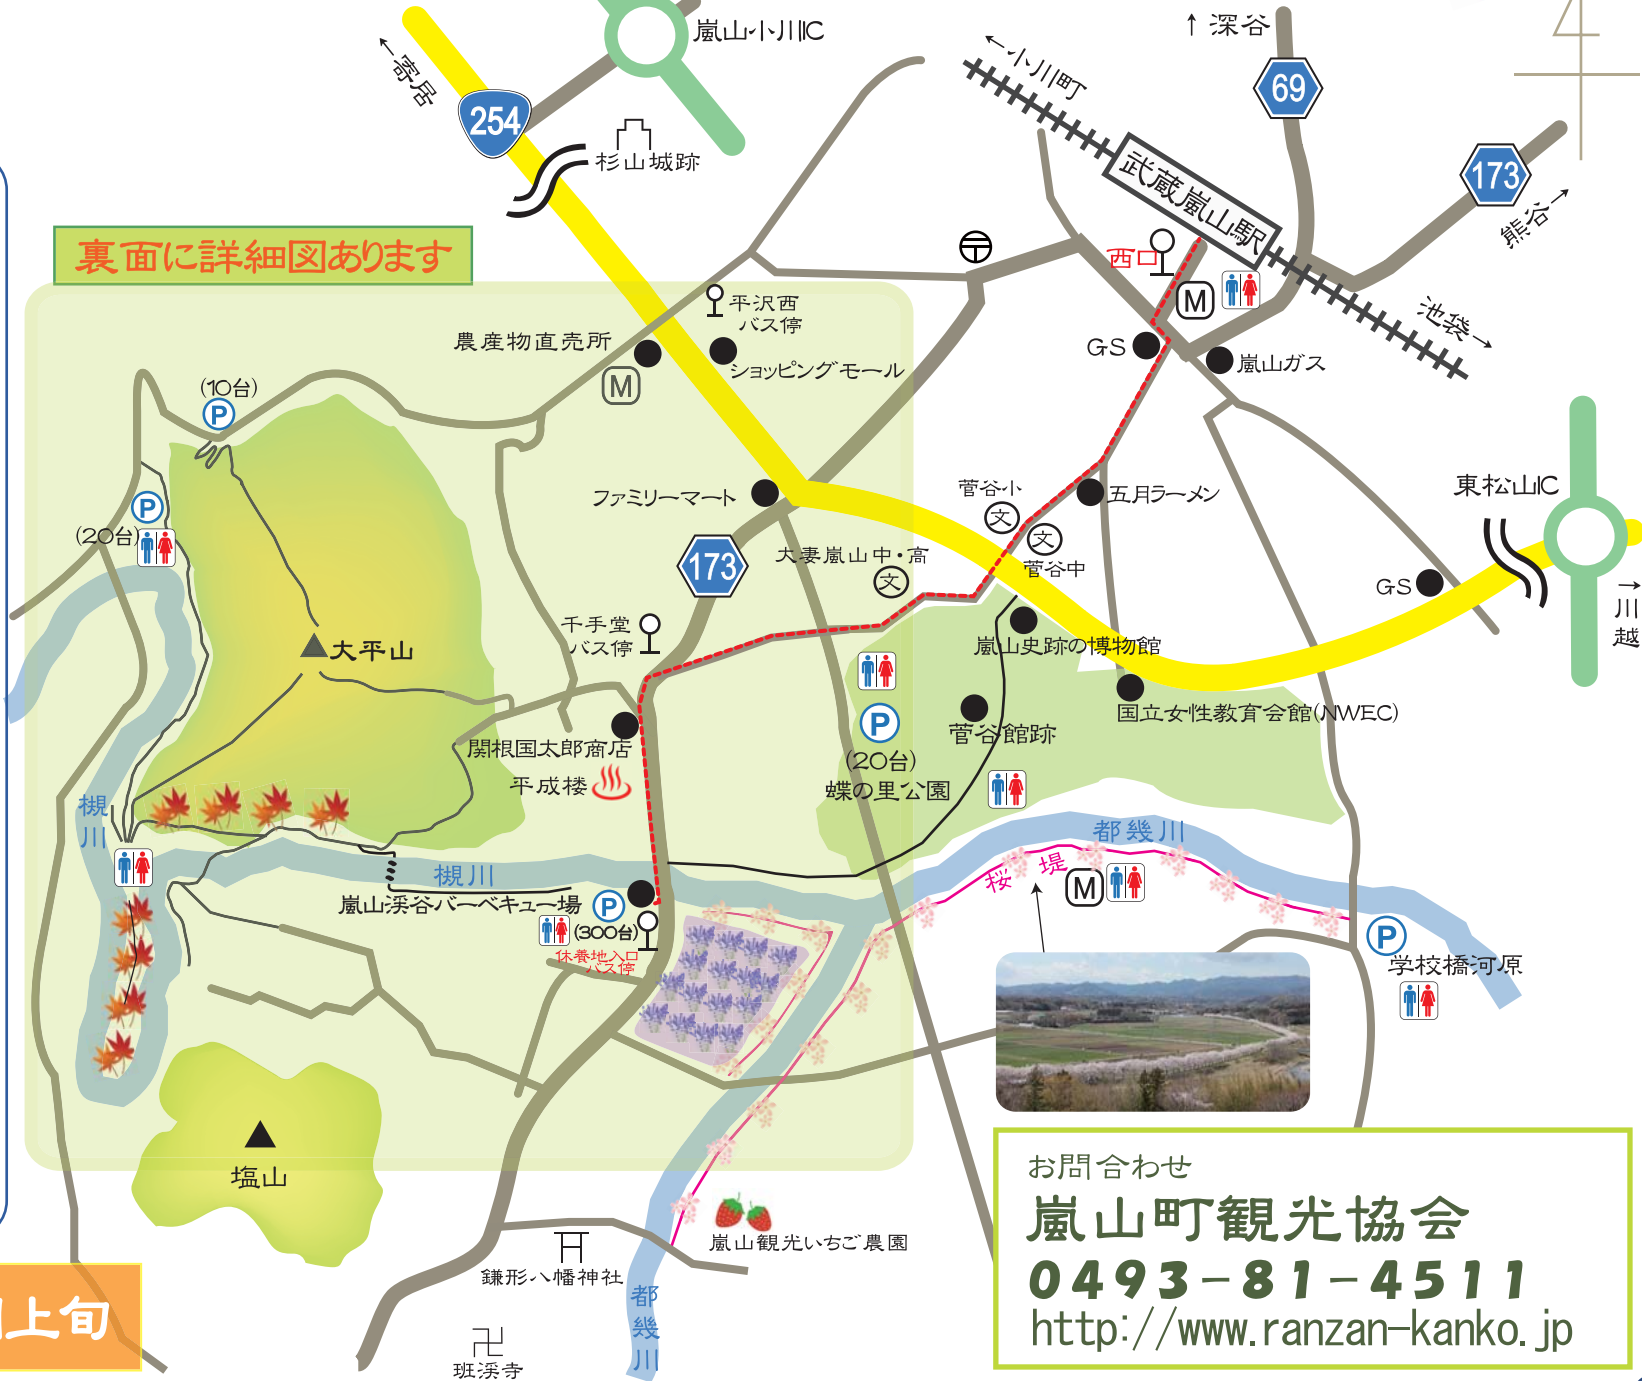 嵐山小川IC
↑深谷
←寄居
←小川町
254
69
173
杉山城跡
武蔵嵐山駅
熊谷→
裏面に詳細図あります
西口
M
池袋→
平沢西
バス停
農産物直売所
M
ショッピングモール
GS
嵐山ガス
(10台)
P
ファミリーマート
菅谷小
文
五月ラーメン
東松山IC
P
(20台)
173
大妻嵐山中・高
文
文
菅谷中
GS
→
川越
千手堂
バス停
嵐山史跡の博物館
大平山
国立女性教育会館(NWEC)
P
(20台)
蝶の里公園
菅谷館跡
関根国太郎商店
平成楼
槻川
都幾川
槻川
桜堤
M
嵐山渓谷バーベキュー場
P
(300台)
休養地入口
バス停
P
学校橋河原
塩山
お問合わせ
嵐山町観光協会
0493-81-4511
http://www.ranzan-kanko.jp
嵐山観光いちご農園
鎌形八幡神社
都幾川
班渓寺
上旬